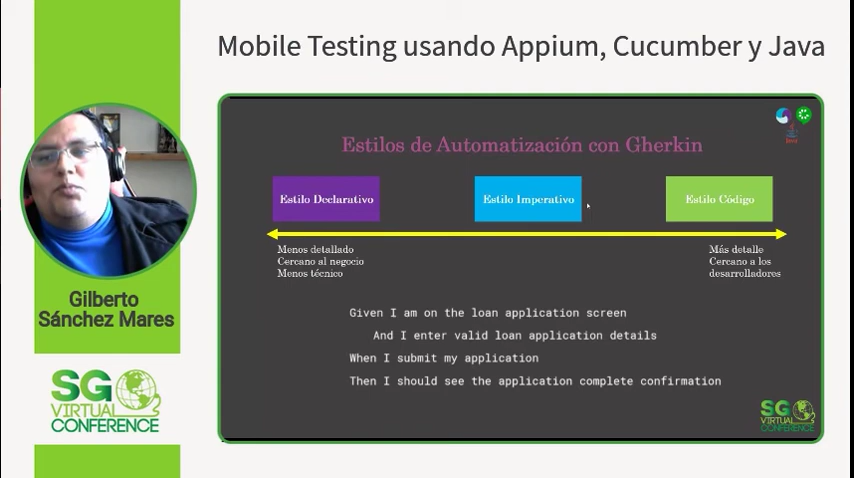 Mobile Testing usando Appium, Cucumber y Java
Estilos de Automatización con Gherkin
Estilo Declarativo
Estilo Imperativo
Estilo Código
Menos detallado
Cercano al negocio
Menos técnico
Más detalle
Cercano a los
desarrolladores
Given I am on the loan application screen
And I enter valid loan application details
When I submit my application
Then I should see the application complete confirmation
Gilberto
Sánchez Mares
SG
VIRTUAL
CONFERENCE
SG
VIRTUAL
CONFERENCE